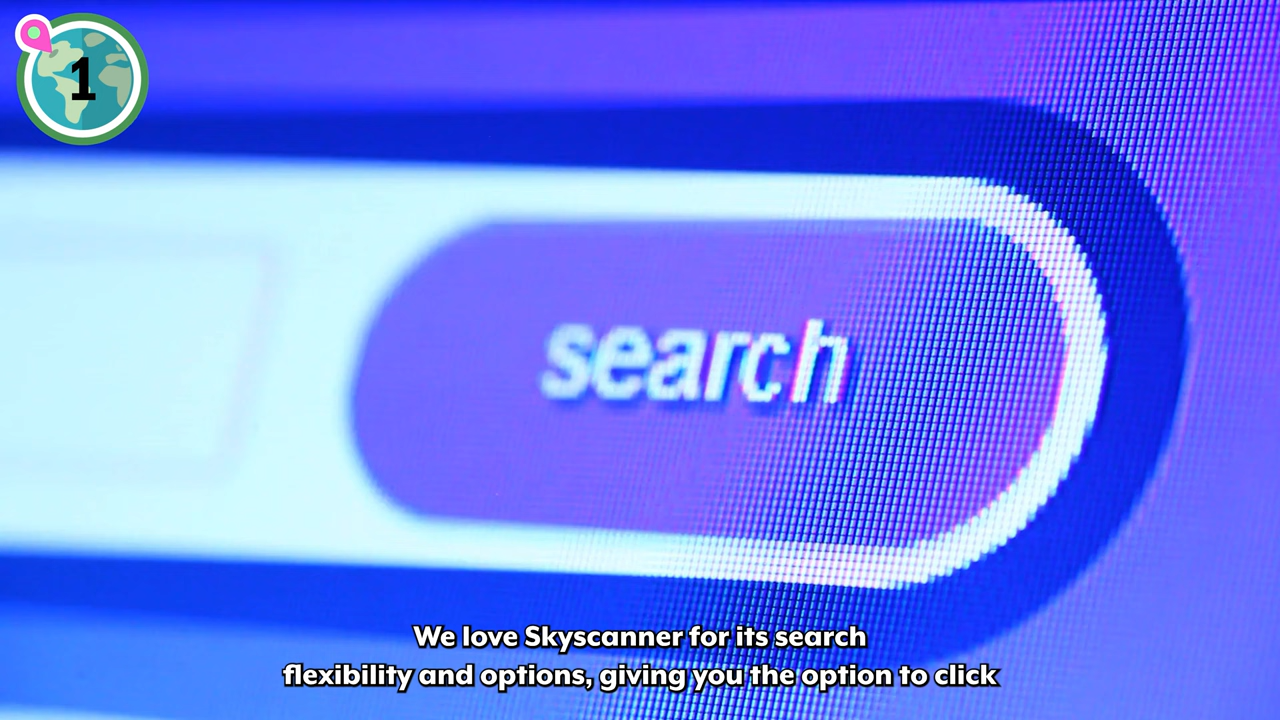 1
search
We love Skyscanner for its search
flexibility and options, giving you the option to click